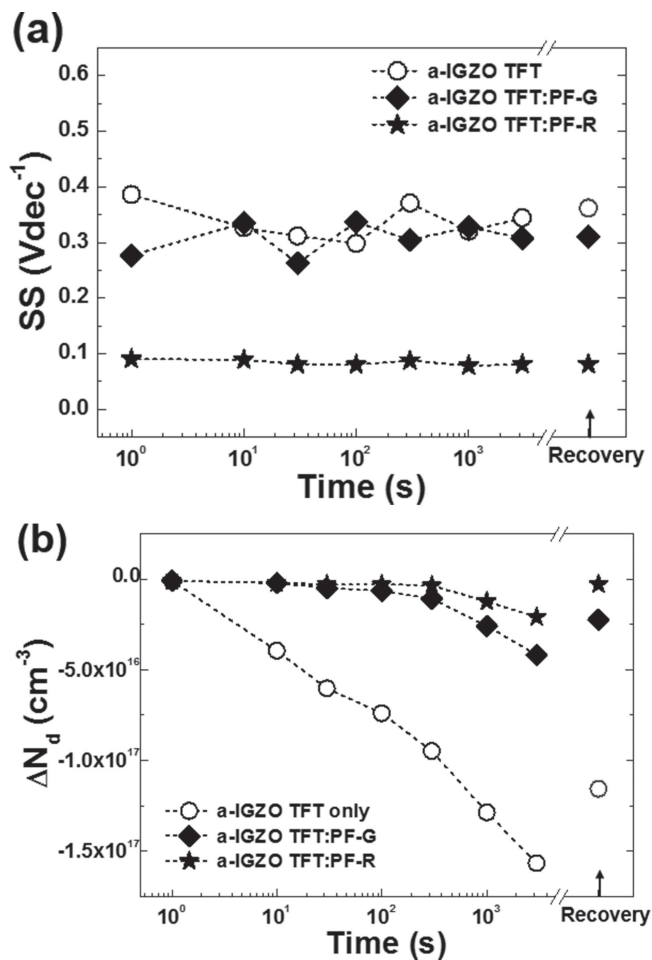 (a)
a-IGZO TFT
a-IGZO TFT:PF-G
a-IGZO TFT:PF-R
SS (Vdec⁻¹)
0.6
0.5
0.4
0.3
0.2
0.1
0.0
10⁰ 10¹ 10² 10³ Recovery
Time (s)
(b)
ΔN_d (cm⁻³)
0.0
-5.0x10¹⁶
-1.0x10¹⁷
-1.5x10¹⁷
a-IGZO TFT only
a-IGZO TFT:PF-G
a-IGZO TFT:PF-R
10⁰ 10¹ 10² 10³ Recovery
Time (s)